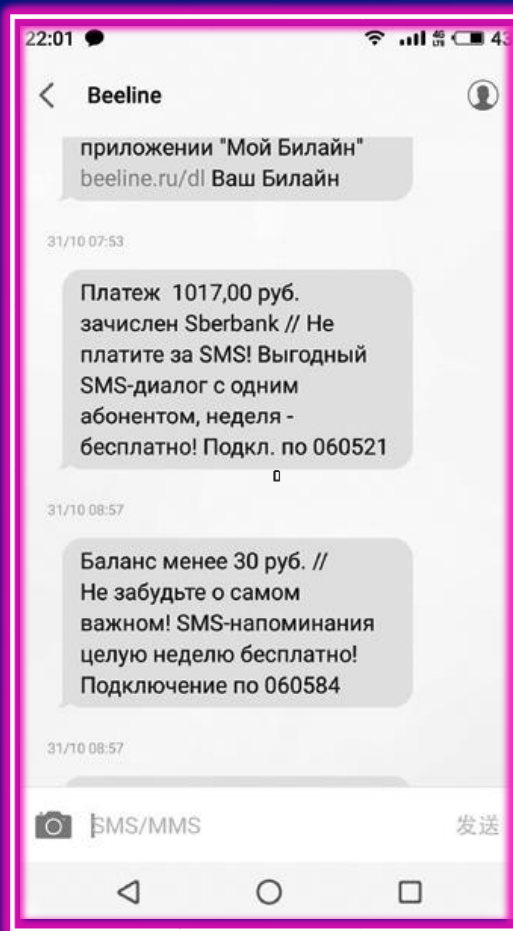 22:01
4G
LTE
43
Beeline
приложении "Мой Билайн"
beeline.ru/dl Ваш Билайн
31/10 07:53
Платеж 1017,00 руб.
зачислен Sberbank // Не
платите за SMS! Выгодный
SMS-диалог с одним
абонентом, неделя -
бесплатно! Подкл. по 060521
31/10 08:57
Баланс менее 30 руб. //
Не забудьте о самом
важном! SMS-напоминания
целую неделю бесплатно!
Подключение по 060584
31/10 08:57
SMS/MMS
发送